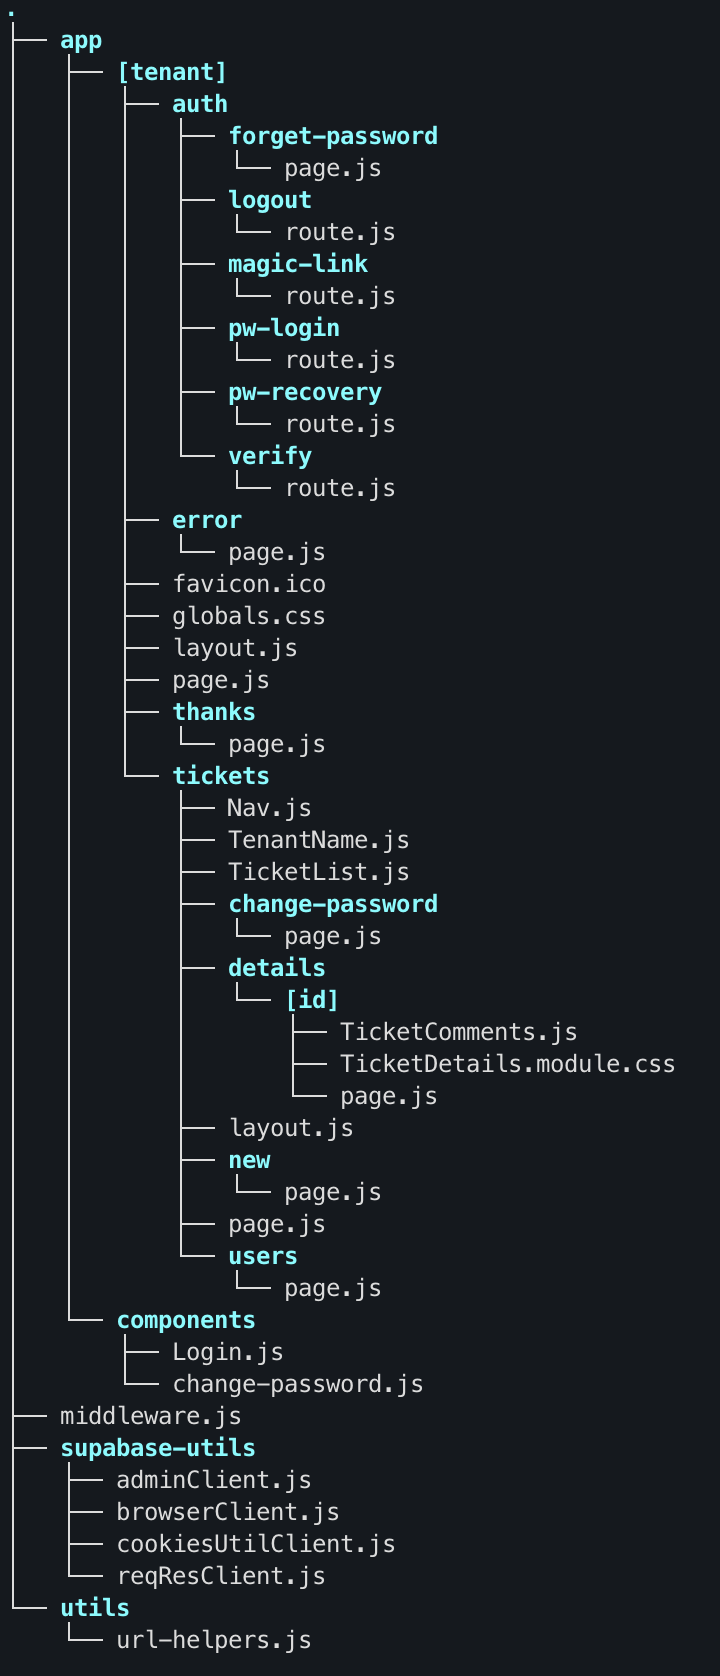 .
app
[tenant]
auth
forget-password
page.js
logout
route.js
magic-link
route.js
pw-login
route.js
pw-recovery
route.js
verify
route.js
error
page.js
favicon.ico
globals.css
layout.js
page.js
thanks
page.js
tickets
Nav.js
TenantName.js
TicketList.js
change-password
page.js
details
[id]
TicketComments.js
TicketDetails.module.css
page.js
layout.js
new
page.js
page.js
users
page.js
components
Login.js
change-password.js
middleware.js
supabase-utils
adminClient.js
browserClient.js
cookiesUtilClient.js
reqResClient.js
utils
url-helpers.js